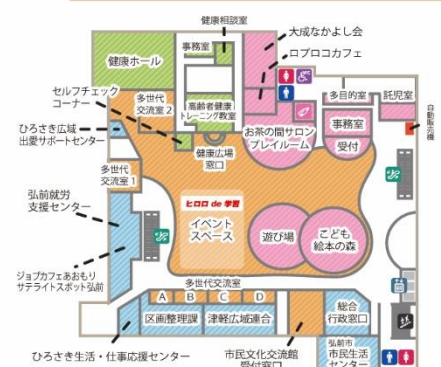 健康相談室
大成なかよし会
ロブロコカフェ
事務室
健康ホール
セルフチェック
コーナー
多世代
交流室2
高齢者健康
トレーニング教室
多目的室
託児室
ひろさき広域
出愛サポートセンター
お茶の間サロン
プレイルーム
事務室
受付
自動販売機
健康広場
窓口
多世代
交流室1
弘前就労
支援センター
ヒロロ de 学習
イベント
スペース
遊び場
こども
絵本の森
ジョブカフェあおもり
サテライトスポット弘前
多世代交流室
A
B
C
D
区画整理課
津軽広域連合
総合
行政窓口
ひろさき生活・仕事応援センター
市民文化交流館
受付窓口
弘前市
市民生活
センター